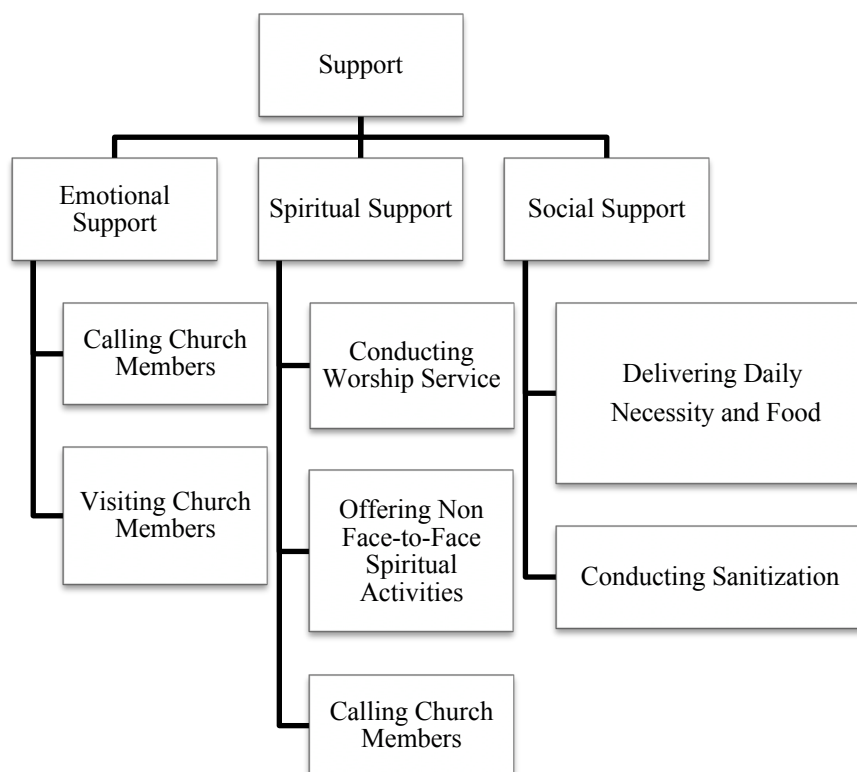 Support
Emotional
Support
Spiritual Support
Social Support
Calling Church
Members
Visiting Church
Members
Conducting
Worship Service
Offering Non
Face-to-Face
Spiritual
Activities
Calling Church
Members
Delivering Daily
Necessity and Food
Conducting Sanitization